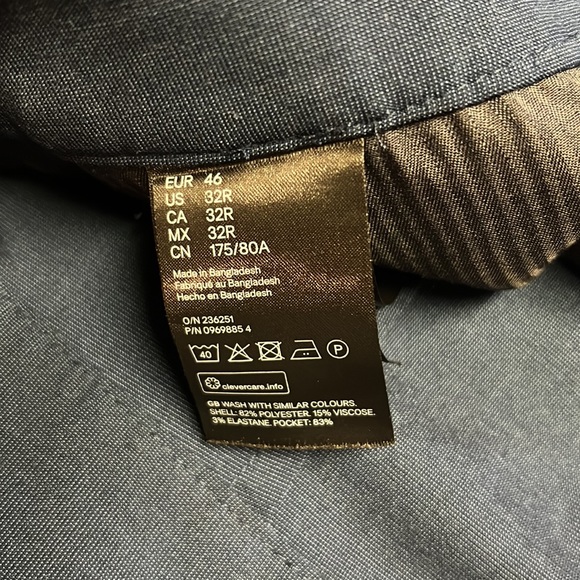 EUR 46
US 32R
CA 32R
MX 32R
CN 175/80A
Made in Bangladesh
Fabriqué au Bangladesh
Hecho en Bangladesh
O/N 236251
P/N 0969885 4
40 P
clevercare.info
GB WASH WITH SIMILAR COLOURS.
SHELL: 82% POLYESTER. 15% VISCOSE.
3% ELASTANE. POCKET: 83%